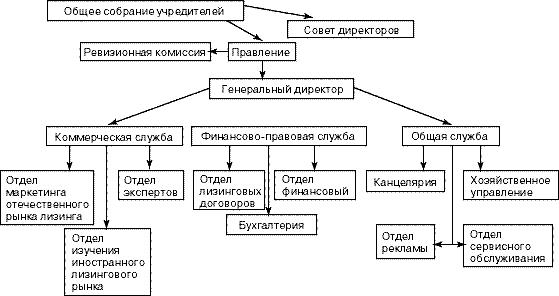 Общее собрание учредителей
Совет директоров
Ревизионная комиссия
Правление
Генеральный директор
Коммерческая служба
Финансово-правовая служба
Общая служба
Отдел
маркетинга
отечественного
рынка лизинга
Отдел
экспертов
Отдел
лизинговых
договоров
Отдел
финансовый
Канцелярия
Хозяйственное
управление
Отдел
изучения
иностранного
лизингового
рынка
Бухгалтерия
Отдел
рекламы
Отдел
сервисного
обслуживания